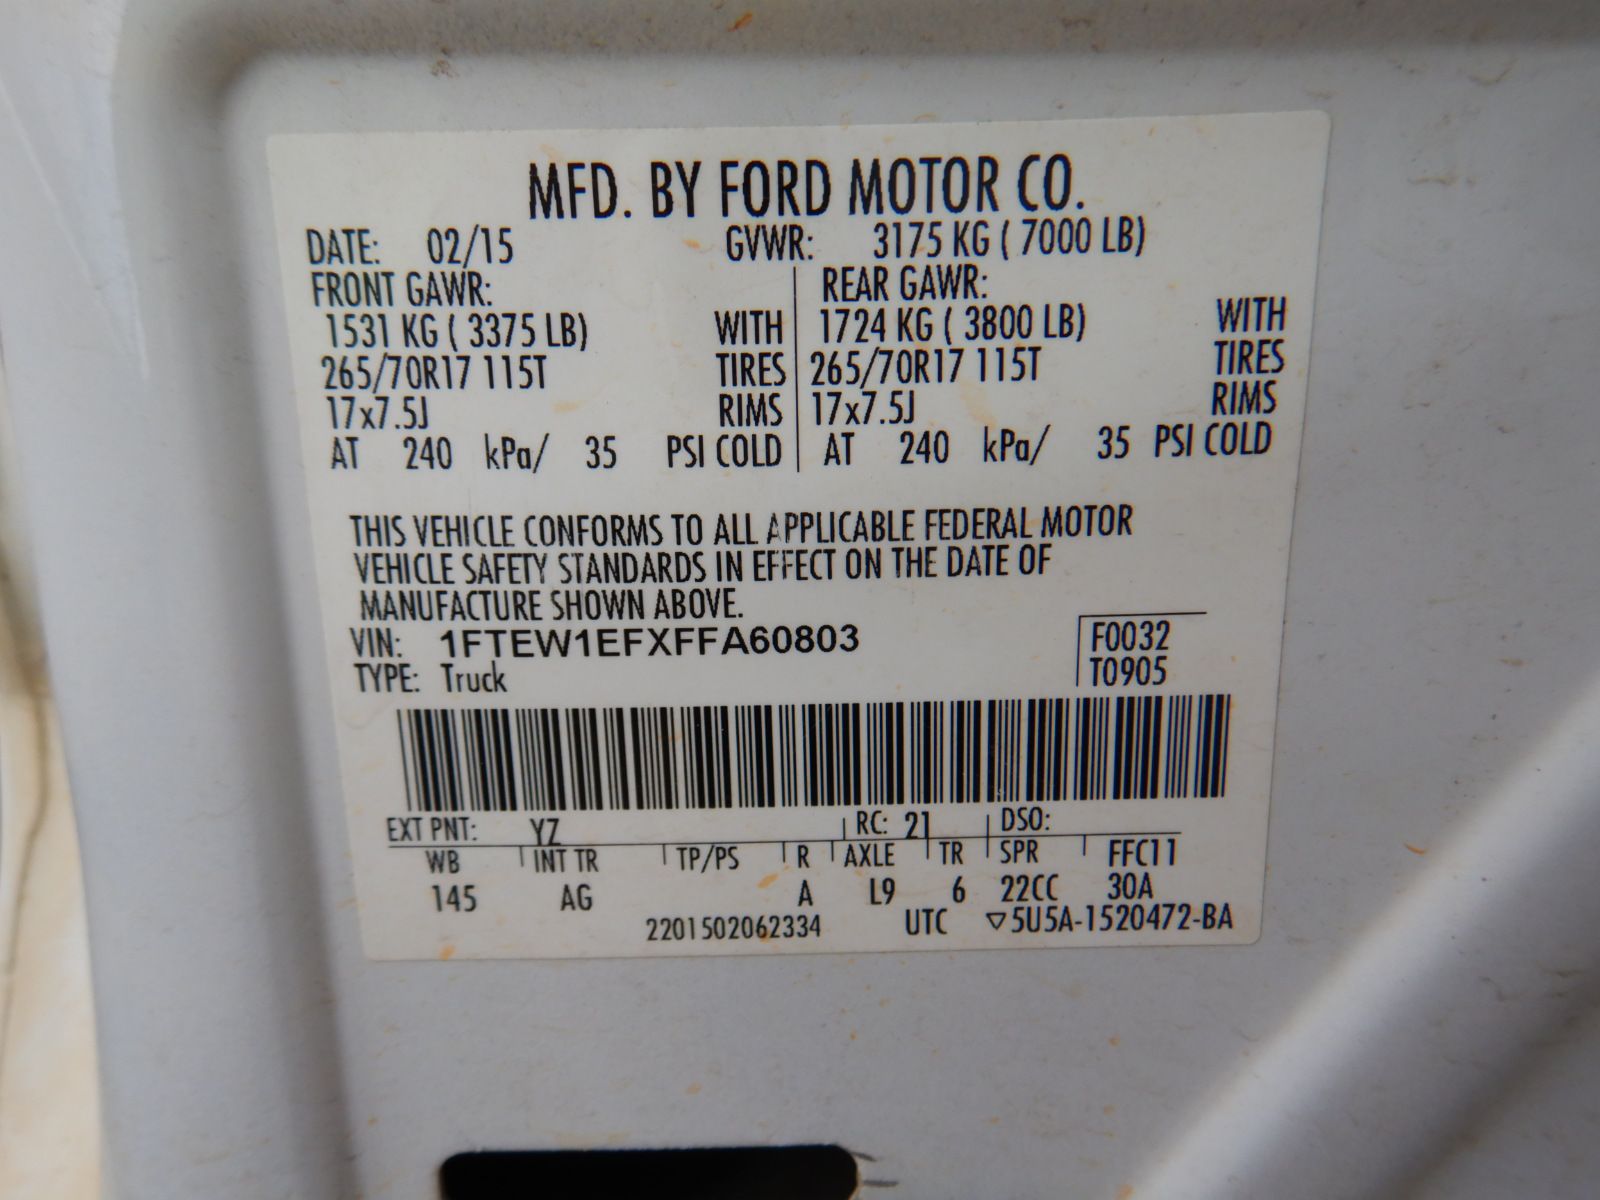 MFD. BY FORD MOTOR CO.
DATE: 02/15 GVWR: 3175 KG ( 7000 LB)
FRONT GAWR: REAR GAWR:
1531 KG ( 3375 LB) WITH 1724 KG ( 3800 LB) WITH
265/70R17 115T TIRES 265/70R17 115T TIRES
17x7.5J RIMS 17x7.5J RIMS
AT 240 kPa/ 35 PSI COLD AT 240 kPa/ 35 PSI COLD
THIS VEHICLE CONFORMS TO ALL APPLICABLE FEDERAL MOTOR
VEHICLE SAFETY STANDARDS IN EFFECT ON THE DATE OF
MANUFACTURE SHOWN ABOVE.
VIN: 1FTEW1EFXFFA60803 F0032
TYPE: Truck T0905
EXT PNT: YZ RC: 21 DSO:
WB INT TR TP/PS R AXLE TR SPR FFC11
145 AG A L9 6 22CC 30A
2201502062334 UTC ▽5U5A-1520472-BA